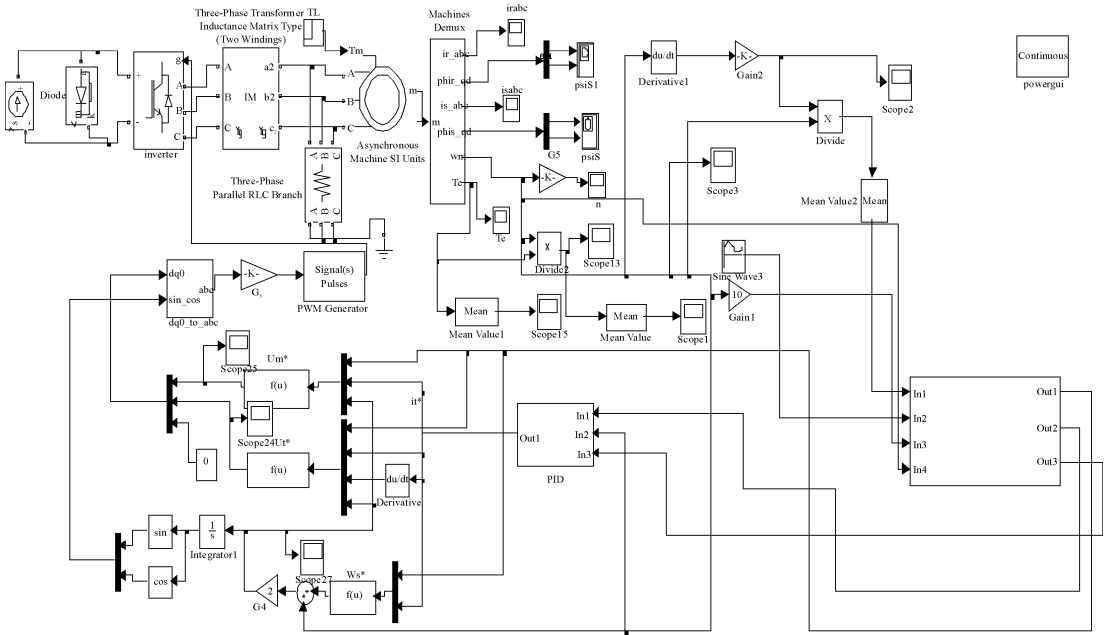 Three-Phase Transformer TL
Inductance Matrix Type
(Two Windings)
Machines
Demux
irabc
Continuous
powergui
Diode
s
+
-
g
A
B
C
inverter
A
B
C
IM
a2
b2
c2
Tm
A
B
C
m
Asynchronous
Machine SI Units
m
ir_abc
phir_qd
is_abc
phis_qd
wm
Te
isabc
psiS1
G5
psiS
-K-
n
Te
du/dt
Derivative1
-K-
Gain2
Scope2
X
Divide
Scope3
Mean
Mean Value2
Three-Phase
Parallel RLC Branch
A
B
C
A
B
C
X
Divide2
Scope13
Sine Wave3
10
Gain1
Mean
Mean Value1
Scope15
Mean
Mean Value
Scope1
dq0
sin_cos
abc
dq0_to_abc
-K-
G3
Signal(s)
Pulses
PWM Generator
Scope25
Um*
f(u)
it*
Scope24Ut*
f(u)
0
du/dt
Derivative
Out1
In1
In2
In3
PID
In1
In2
In3
In4
Out1
Out2
Out3
sin
cos
1
s
Integrator1
Scope27
2
G4
+
+
Ws*
f(u)